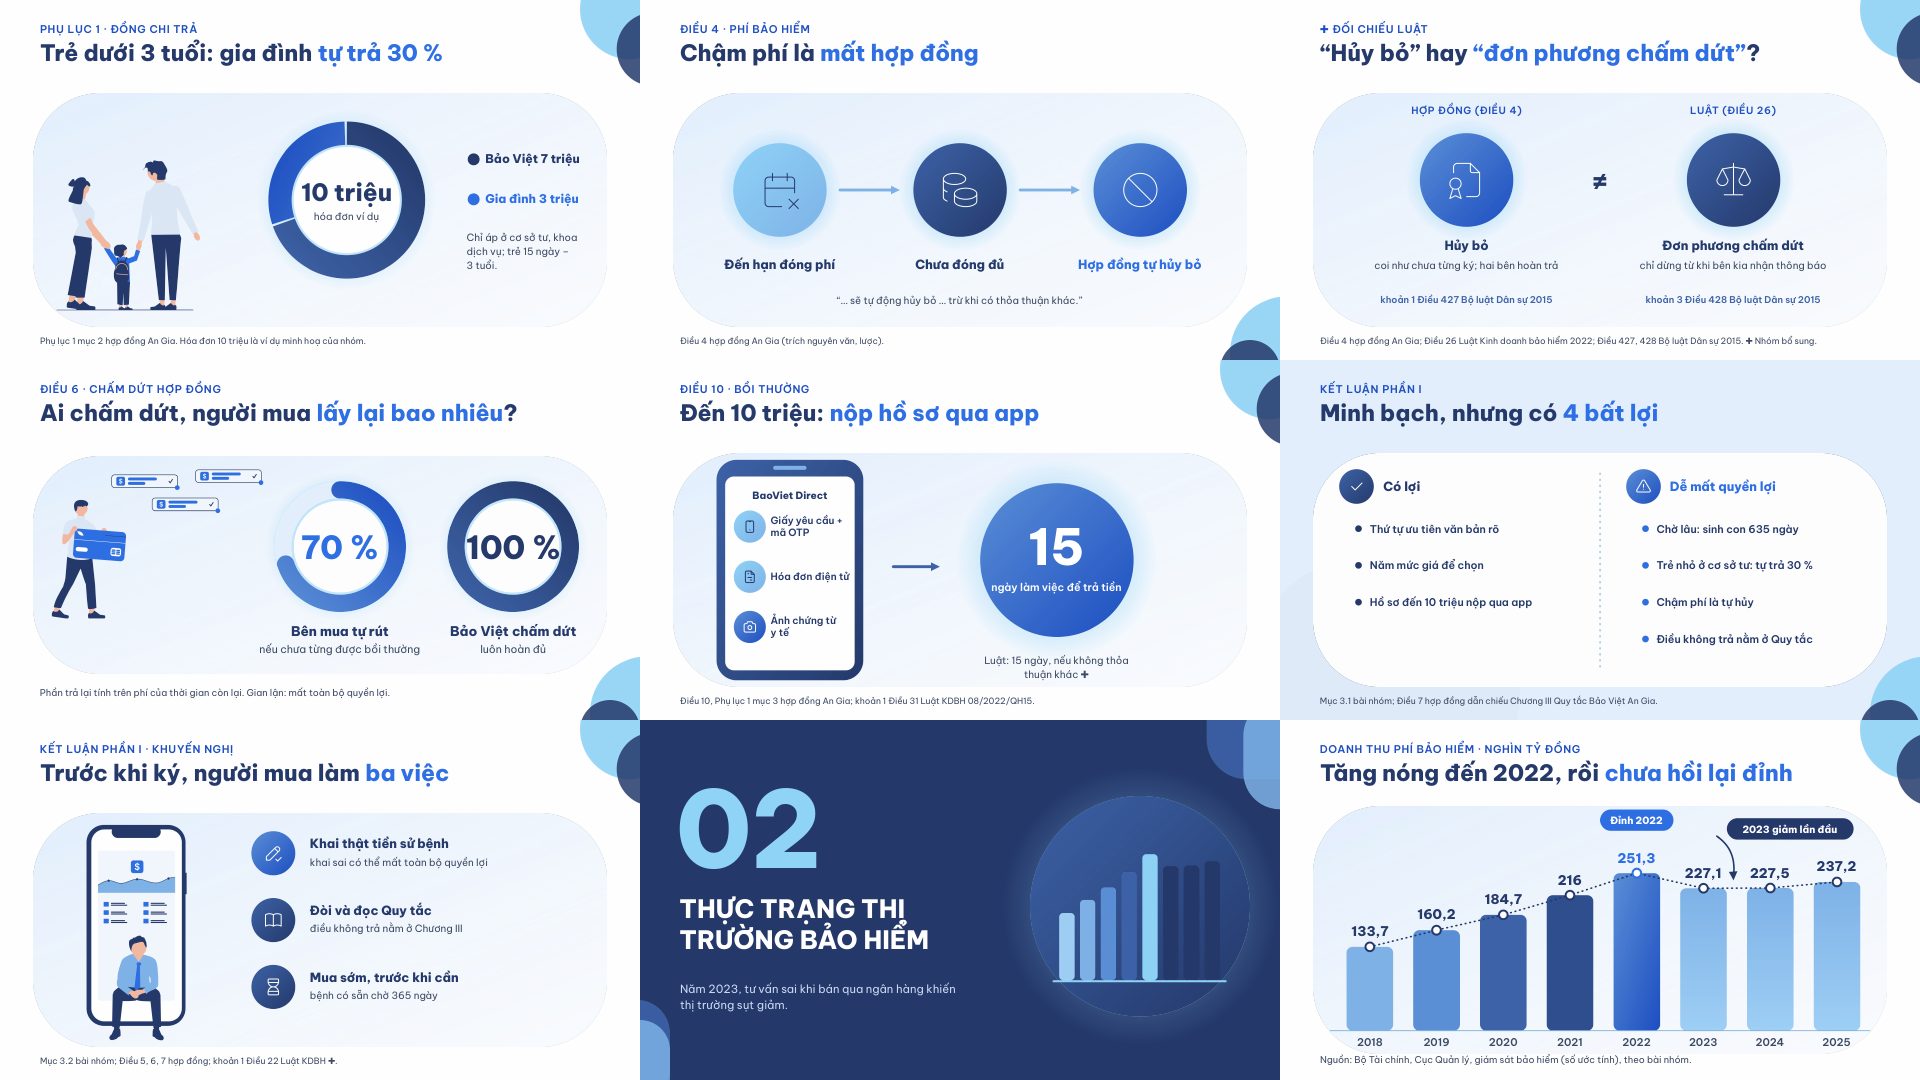 PHỤ LỤC 1 · ĐỒNG CHI TRẢ
Trẻ dưới 3 tuổi: gia đình tự trả 30 %
10 triệu
hóa đơn ví dụ
Bảo Việt 7 triệu
Gia đình 3 triệu
Chỉ áp ở cơ sở tư, khoa
dịch vụ; trẻ 15 ngày –
3 tuổi.
Phụ lục 1 mục 2 hợp đồng An Gia. Hóa đơn 10 triệu là ví dụ minh hoạ của nhóm.
ĐIỀU 4 · PHÍ BẢO HIỂM
Chậm phí là mất hợp đồng
Đến hạn đóng phí
Chưa đóng đủ
Hợp đồng tự hủy bỏ
“... sẽ tự động hủy bỏ ... trừ khi có thỏa thuận khác.”
Điều 4 hợp đồng An Gia (trích nguyên văn, lược).
✚ ĐỐI CHIẾU LUẬT
“Hủy bỏ” hay “đơn phương chấm dứt”?
HỢP ĐỒNG (ĐIỀU 4)
LUẬT (ĐIỀU 26)
≠
Hủy bỏ
Đơn phương chấm dứt
coi như chưa từng ký; hai bên hoàn trả
chỉ dừng từ khi bên kia nhận thông báo
khoản 1 Điều 427 Bộ luật Dân sự 2015
khoản 3 Điều 428 Bộ luật Dân sự 2015
Điều 4 hợp đồng An Gia; Điều 26 Luật Kinh doanh bảo hiểm 2022; Điều 427, 428 Bộ luật Dân sự 2015. ✚ Nhóm bổ sung.
ĐIỀU 6 · CHẤM DỨT HỢP ĐỒNG
Ai chấm dứt, người mua lấy lại bao nhiêu?
70 %
100 %
Bên mua tự rút
nếu chưa từng được bồi thường
Bảo Việt chấm dứt
luôn hoàn đủ
Phần trả lại tính trên phí của thời gian còn lại. Gian lận: mất toàn bộ quyền lợi.
ĐIỀU 10 · BỒI THƯỜNG
Đến 10 triệu: nộp hồ sơ qua app
BaoViet Direct
Giấy yêu cầu +
mã OTP
Hóa đơn điện tử
Ảnh chứng từ
y tế
15
ngày làm việc để trả tiền
Luật: 15 ngày, nếu không thỏa
thuận khác ✚
Điều 10, Phụ lục 1 mục 3 hợp đồng An Gia; khoản 1 Điều 31 Luật KDBH 08/2022/QH15.
KẾT LUẬN PHẦN I
Minh bạch, nhưng có 4 bất lợi
Có lợi
Thứ tự ưu tiên văn bản rõ
Năm mức giá để chọn
Hồ sơ đến 10 triệu nộp qua app
Dễ mất quyền lợi
Chờ lâu: sinh con 635 ngày
Trẻ nhỏ ở cơ sở tư: tự trả 30 %
Chậm phí là tự hủy
Điều không trả nằm ở Quy tắc
Mục 3.1 bài nhóm; Điều 7 hợp đồng dẫn chiếu Chương III Quy tắc Bảo Việt An Gia.
KẾT LUẬN PHẦN I · KHUYẾN NGHỊ
Trước khi ký, người mua làm ba việc
$
Khai thật tiền sử bệnh
khai sai có thể mất toàn bộ quyền lợi
Đòi và đọc Quy tắc
điều không trả nằm ở Chương III
Mua sớm, trước khi cần
bệnh có sẵn chờ 365 ngày
Mục 3.2 bài nhóm; Điều 5, 6, 7 hợp đồng; khoản 1 Điều 22 Luật KDBH ✚.
02
THỰC TRẠNG THỊ
TRƯỜNG BẢO HIỂM
Năm 2023, tư vấn sai khi bán qua ngân hàng khiến
thị trường sụt giảm.
DOANH THU PHÍ BẢO HIỂM · NGHÌN TỶ ĐỒNG
Tăng nóng đến 2022, rồi chưa hồi lại đỉnh
Đỉnh 2022
2023 giảm lần đầu
133,7
160,2
184,7
216
251,3
227,1
227,5
237,2
2018
2019
2020
2021
2022
2023
2024
2025
Nguồn: Bộ Tài chính, Cục Quản lý, giám sát bảo hiểm (số ước tính), theo bài nhóm.